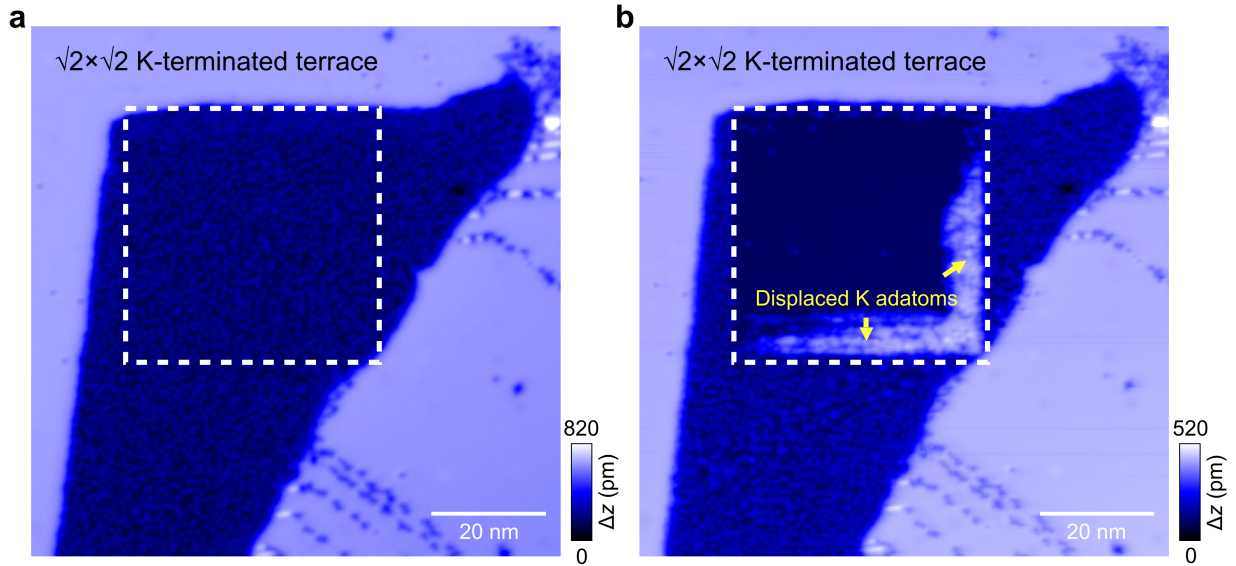 a
√2×√2 K-terminated terrace
820
Δz (pm)
0
20 nm
b
√2×√2 K-terminated terrace
Displaced K adatoms
520
Δz (pm)
0
20 nm